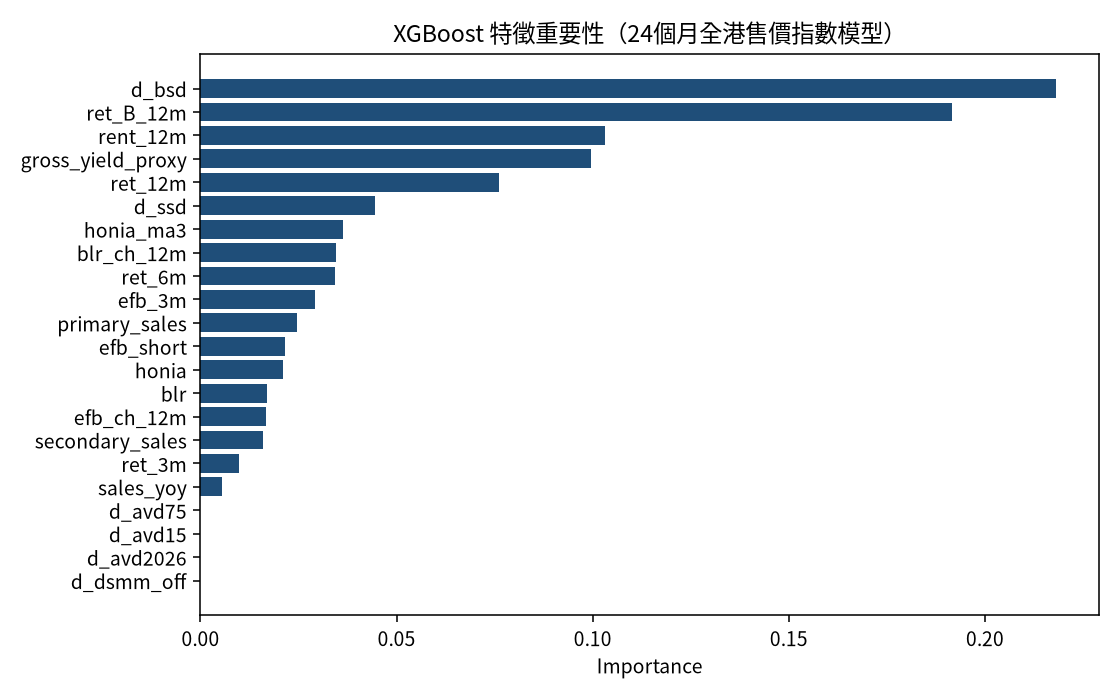 XGBoost 特徵重要性（24個月全港售價指數模型）
d_bsd
ret_B_12m
rent_12m
gross_yield_proxy
ret_12m
d_ssd
honia_ma3
blr_ch_12m
ret_6m
efb_3m
primary_sales
efb_short
honia
blr
efb_ch_12m
secondary_sales
ret_3m
sales_yoy
d_avd75
d_avd15
d_avd2026
d_dsmm_off
0.00 0.05 0.10 0.15 0.20
Importance